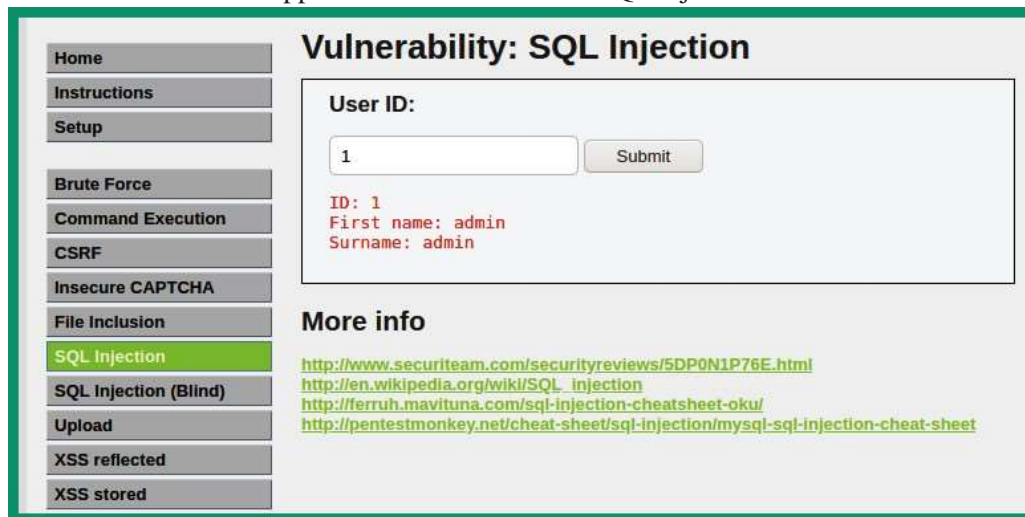 Home
Instructions
Setup
Brute Force
Command Execution
CSRF
Insecure CAPTCHA
File Inclusion
SQL Injection
SQL Injection (Blind)
Upload
XSS reflected
XSS stored
Vulnerability: SQL Injection
User ID:
1
Submit
ID: 1
First name: admin
Surname: admin
More info
http://www.securiteam.com/securityreviews/5DP0N1P76E.html
http://en.wikipedia.org/wiki/SQL_injection
http://ferruh.mavituna.com/sql-injection-cheatsheet-oku/
http://pentestmonkey.net/cheat-sheet/sql-injection/mysql-sql-injection-cheat-sheet